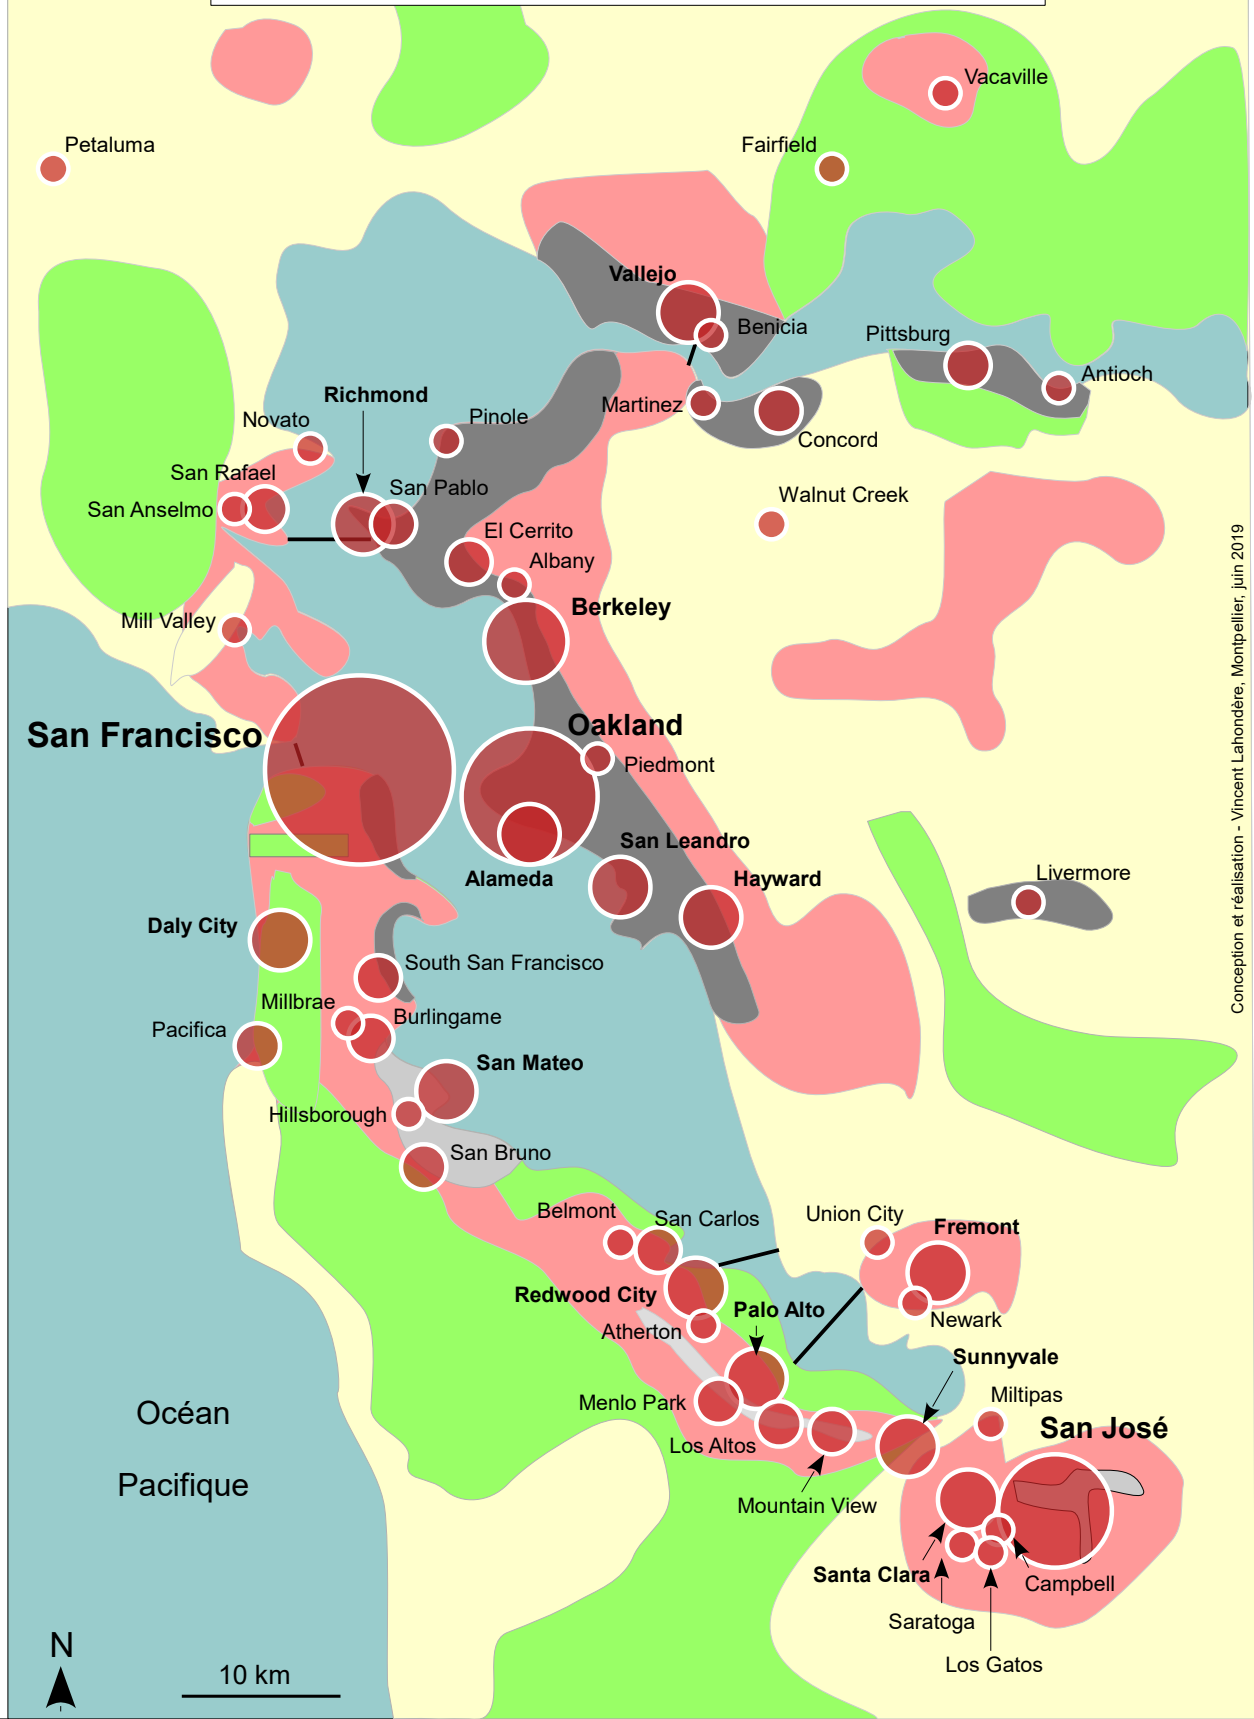 Vacaville
Petaluma
Fairfield
Vallejo
Benicia
Pittsburg
Antioch
Richmond
Martinez
Novato
Pinole
Concord
San Rafael
San Pablo
Walnut Creek
San Anselmo
El Cerrito
Albany
Berkeley
Mill Valley
San Francisco
Oakland
Piedmont
San Leandro
Alameda
Hayward
Livermore
Daly City
South San Francisco
Millbrae
Burlingame
Pacifica
San Mateo
Hillsborough
San Bruno
Belmont
San Carlos
Union City
Fremont
Redwood City
Palo Alto
Atherton
Newark
Sunnyvale
Menlo Park
Miltipas
San José
Los Altos
Mountain View
Santa Clara
Campbell
Saratoga
Los Gatos
Océan
Pacifique
N
10 km
Conception et réalisation - Vincent Lahondère, Montpellier, juin 2019